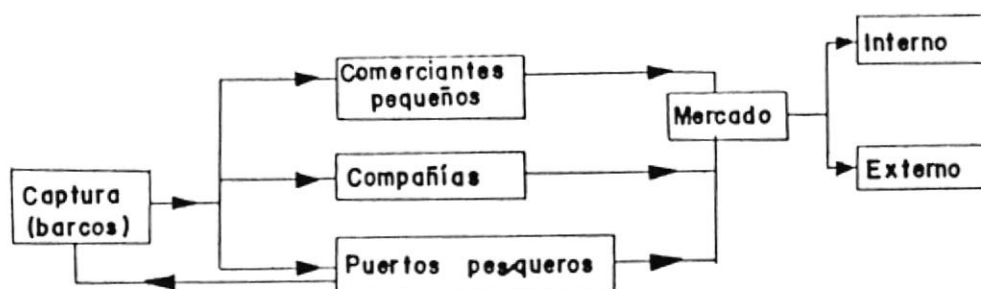 Captura
(barcos)
Comerciantes
pequeños
Compañías
Puertos pesqueros
Mercado
Interno
Externo